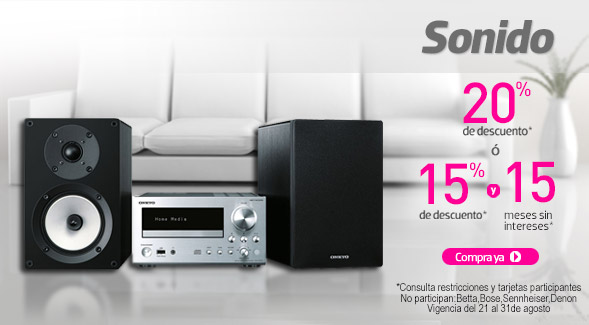 Sonido
20%
de descuento*
ó
15% y 15
de descuento*
meses sin
intereses*
Compra ya
*Consulta restricciones y tarjetas participantes
No participan:Betta,Bose,Sennheiser,Denon
Vigencia del 21 al 31de agosto
ONKYO
Home Media
ONKYO